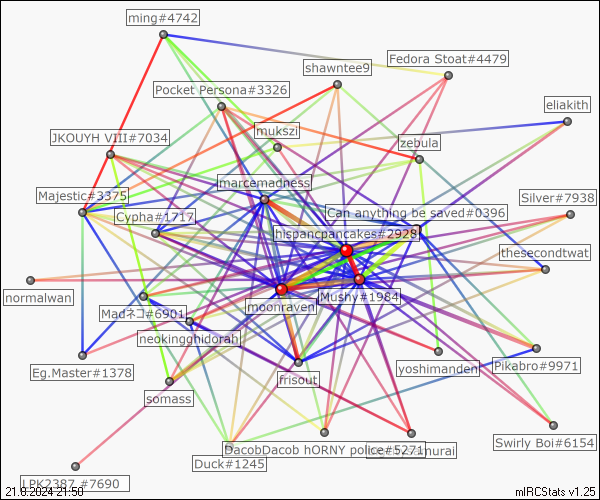 ming#4742
Fedora Stoat#4479
shawntee9
Pocket Persona#3326
eliakith
mukszi
JKOUYH VIII#7034
zebula
marcemadness
Majestic#3375
Silver#7938
Can anything be saved#0396
Cypha#1717
hispancpancakes#2928
thesecondtwat
normalwan
Mushy#1984
moonraven
Madネコ#6901
neokingghidorah
Pikabro#9971
yoshimanden
Eg.Master#1378
frisout
somass
Swirly Boi#6154
DacobDacob hORNY police#5271
murai
Duck#1245
LPK2387 #7690
21.0.2024 21:50
mIRCStats v1.25